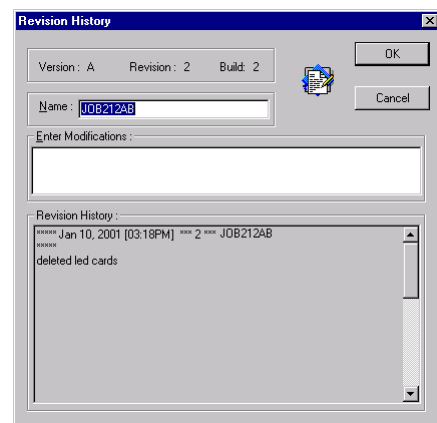 Revision History
OK
Version : A Revision : 2 Build: 2
Cancel
Name : JOB212AB
Enter Modifications :
Revision History :
***** Jan 10, 2001 [03:18PM] *** 2 *** JOB212AB
*****
deleted led cards